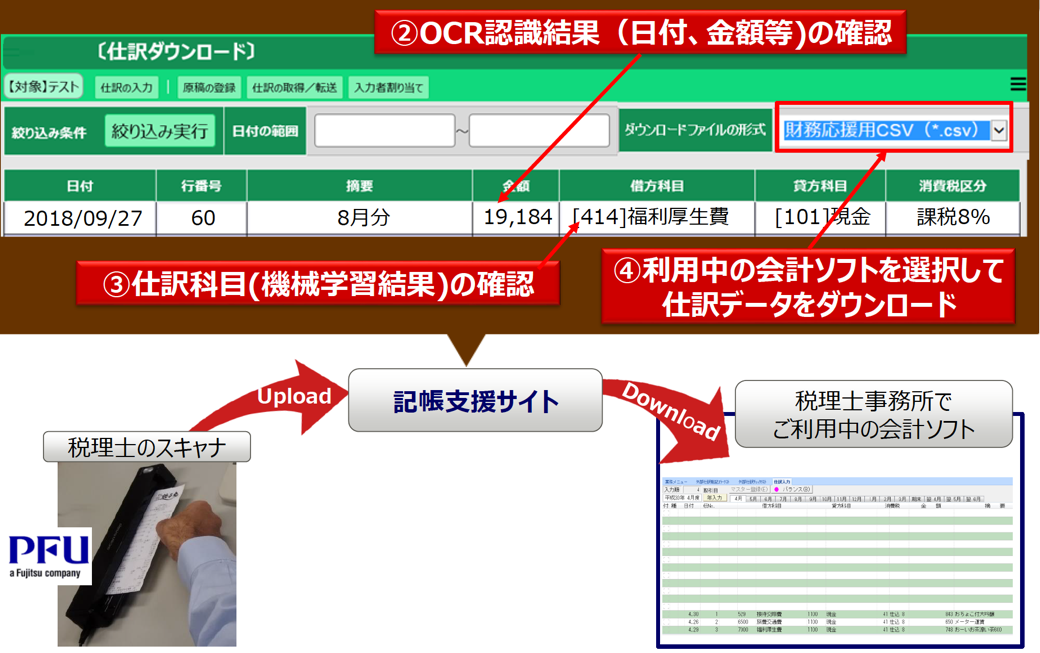 ②OCR認識結果（日付、金額等)の確認
〔仕訳ダウンロード〕
【対象】テスト 仕訳の入力 | 原稿の登録 仕訳の取得／転送 入力者割り当て
絞り込み条件 絞り込み実行 日付の範囲 ～ ダウンロードファイルの形式 財務応援用CSV（*.csv）
日付 行番号 摘要 金額 借方科目 貸方科目 消費税区分
2018/09/27 60 8月分 19,184 [414]福利厚生費 [101]現金 課税8%
③仕訳科目(機械学習結果)の確認
④利用中の会計ソフトを選択して
仕訳データをダウンロード
Upload
記帳支援サイト
Download
税理士事務所で
ご利用中の会計ソフト
税理士のスキャナ
PFU
a Fujitsu company